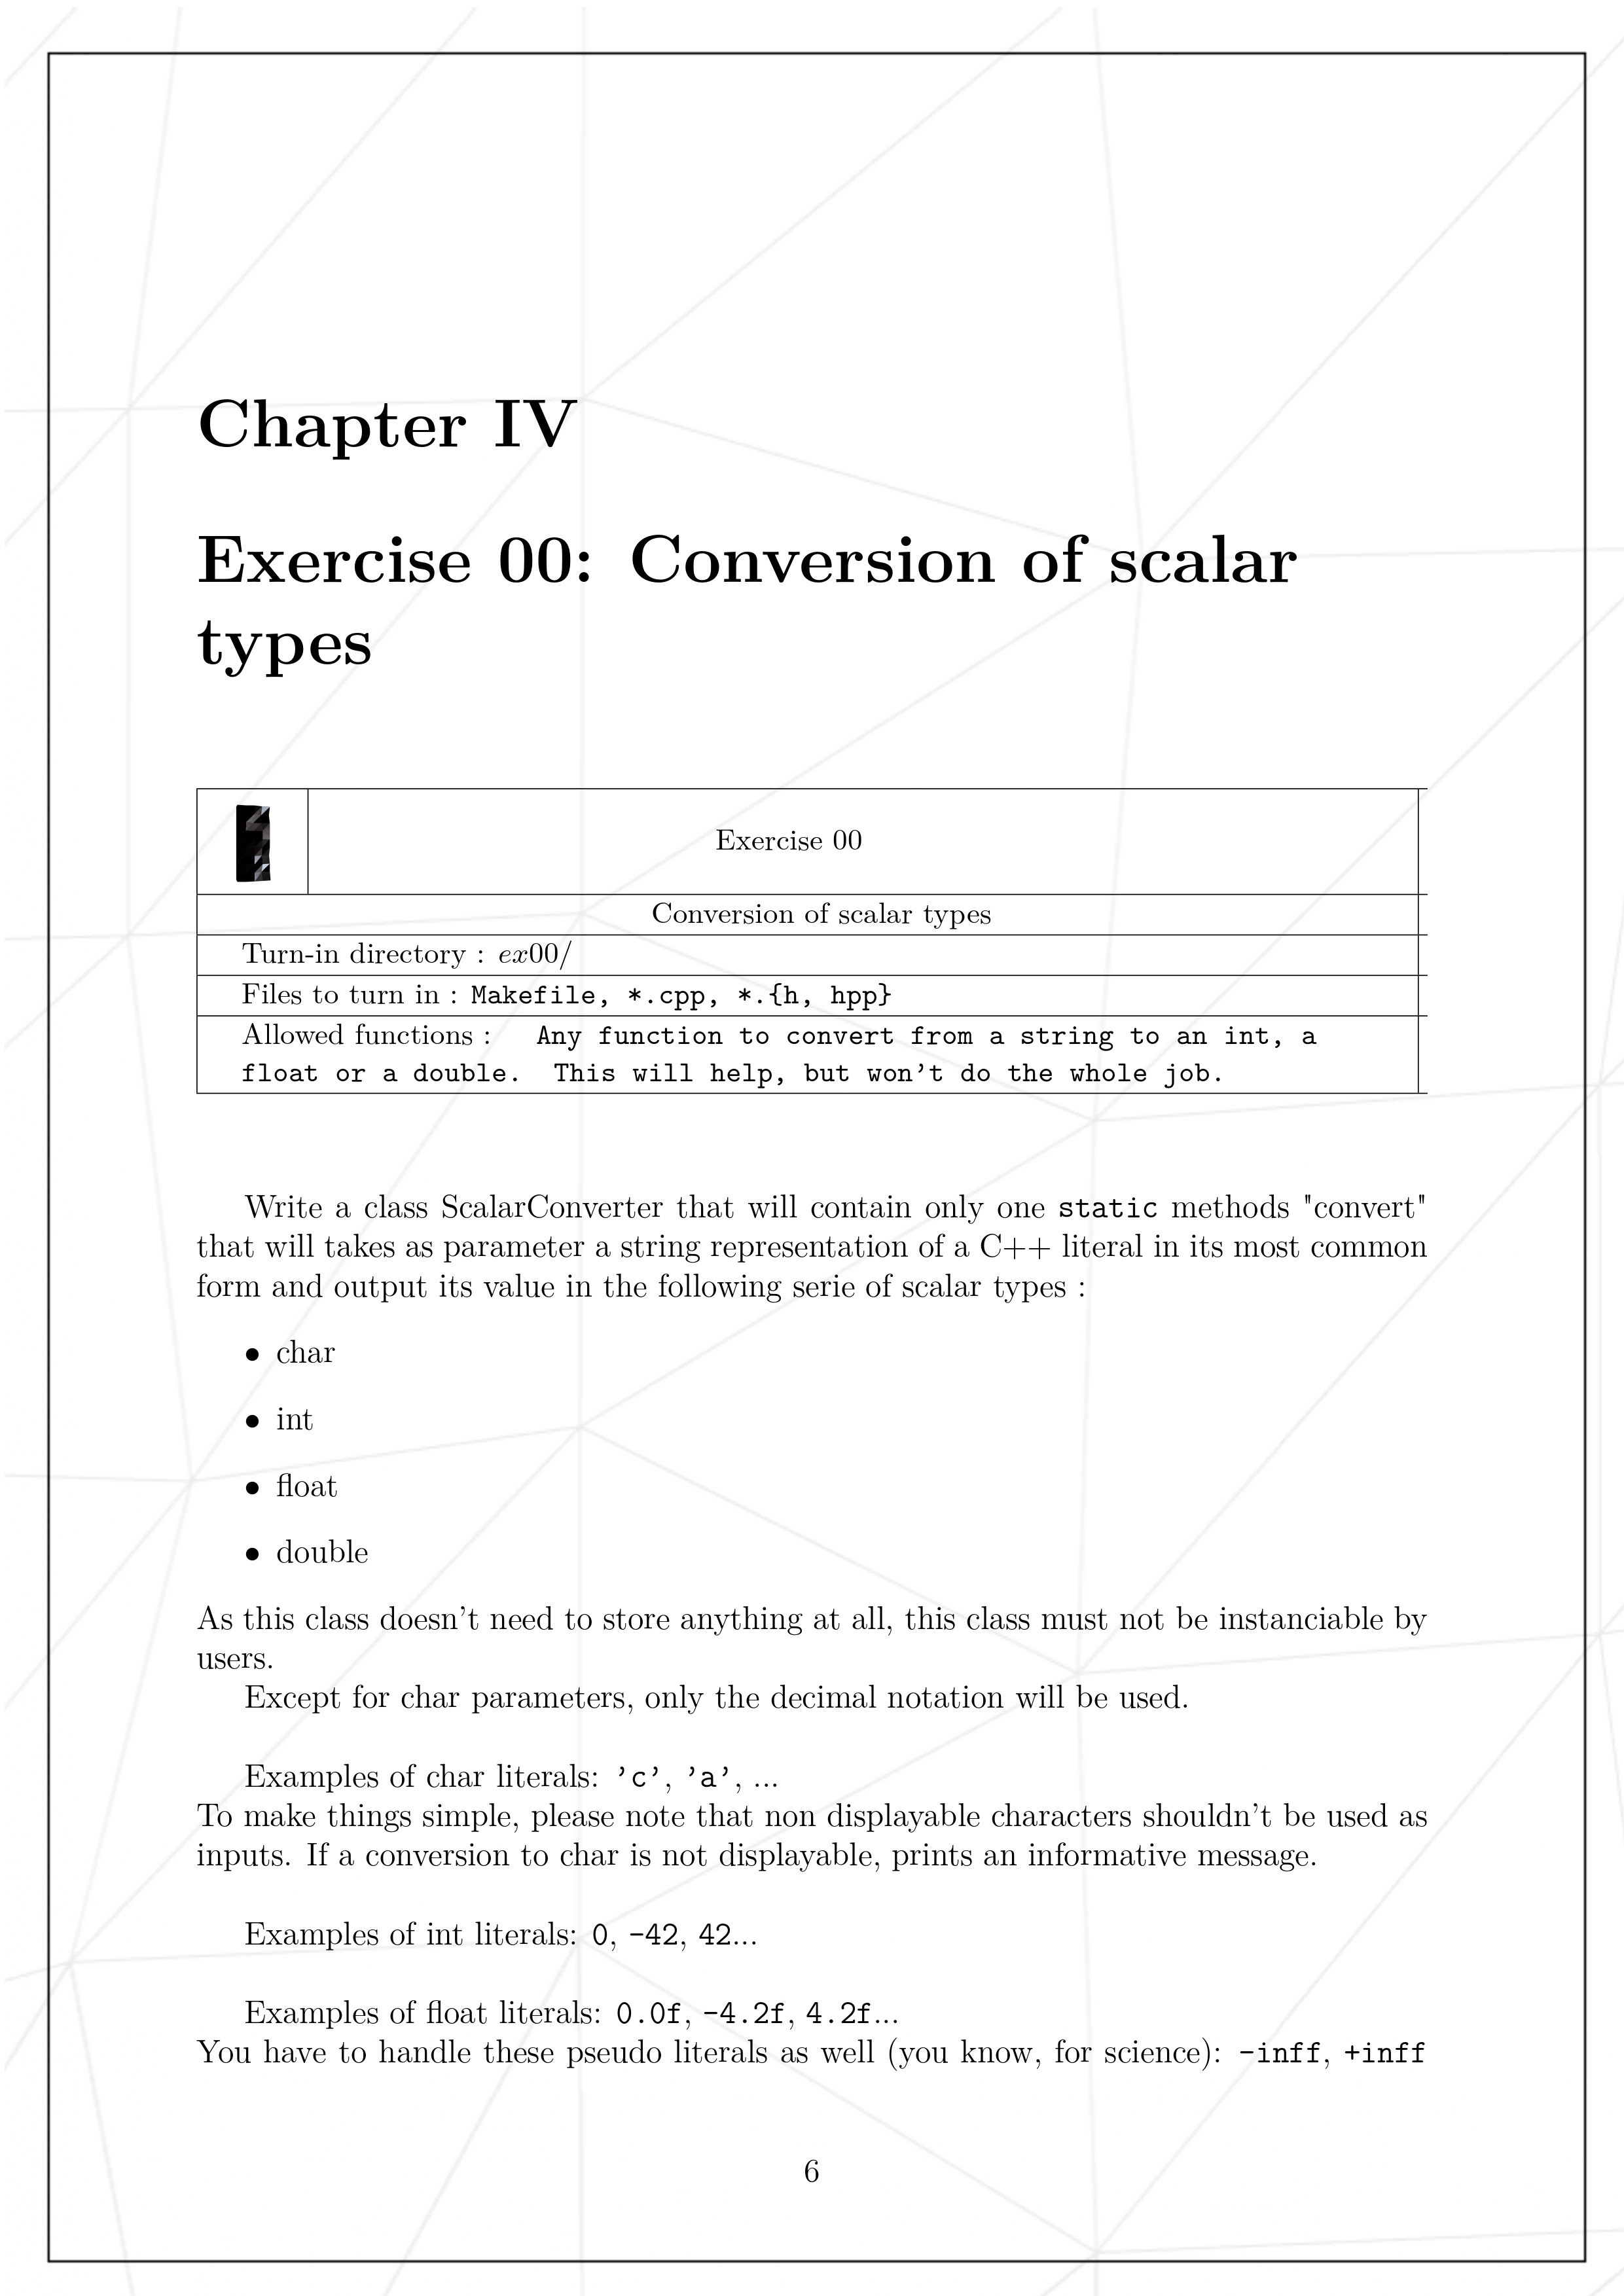 Chapter IV
Exercise 00: Conversion of scalar
types
Exercise 00
Conversion of scalar types
Turn-in directory : ex00/
Files to turn in : Makefile, *.cpp, *.{h, hpp}
Allowed functions : Any function to convert from a string to an int, a
float or a double. This will help, but won't do the whole job.
Write a class ScalarConverter that will contain only one static methods "convert"
that will takes as parameter a string representation of a C++ literal in its most common
form and output its value in the following serie of scalar types :
• char
• int
• float
• double
As this class doesn't need to store anything at all, this class must not be instanciable by
users.
Except for char parameters, only the decimal notation will be used.
Examples of char literals: 'c', 'a', ...
To make things simple, please note that non displayable characters shouldn't be used as
inputs. If a conversion to char is not displayable, prints an informative message.
Examples of int literals: 0, -42, 42...
Examples of float literals: 0.0f, -4.2f, 4.2f...
You have to handle these pseudo literals as well (you know, for science): -inff, +inff
6